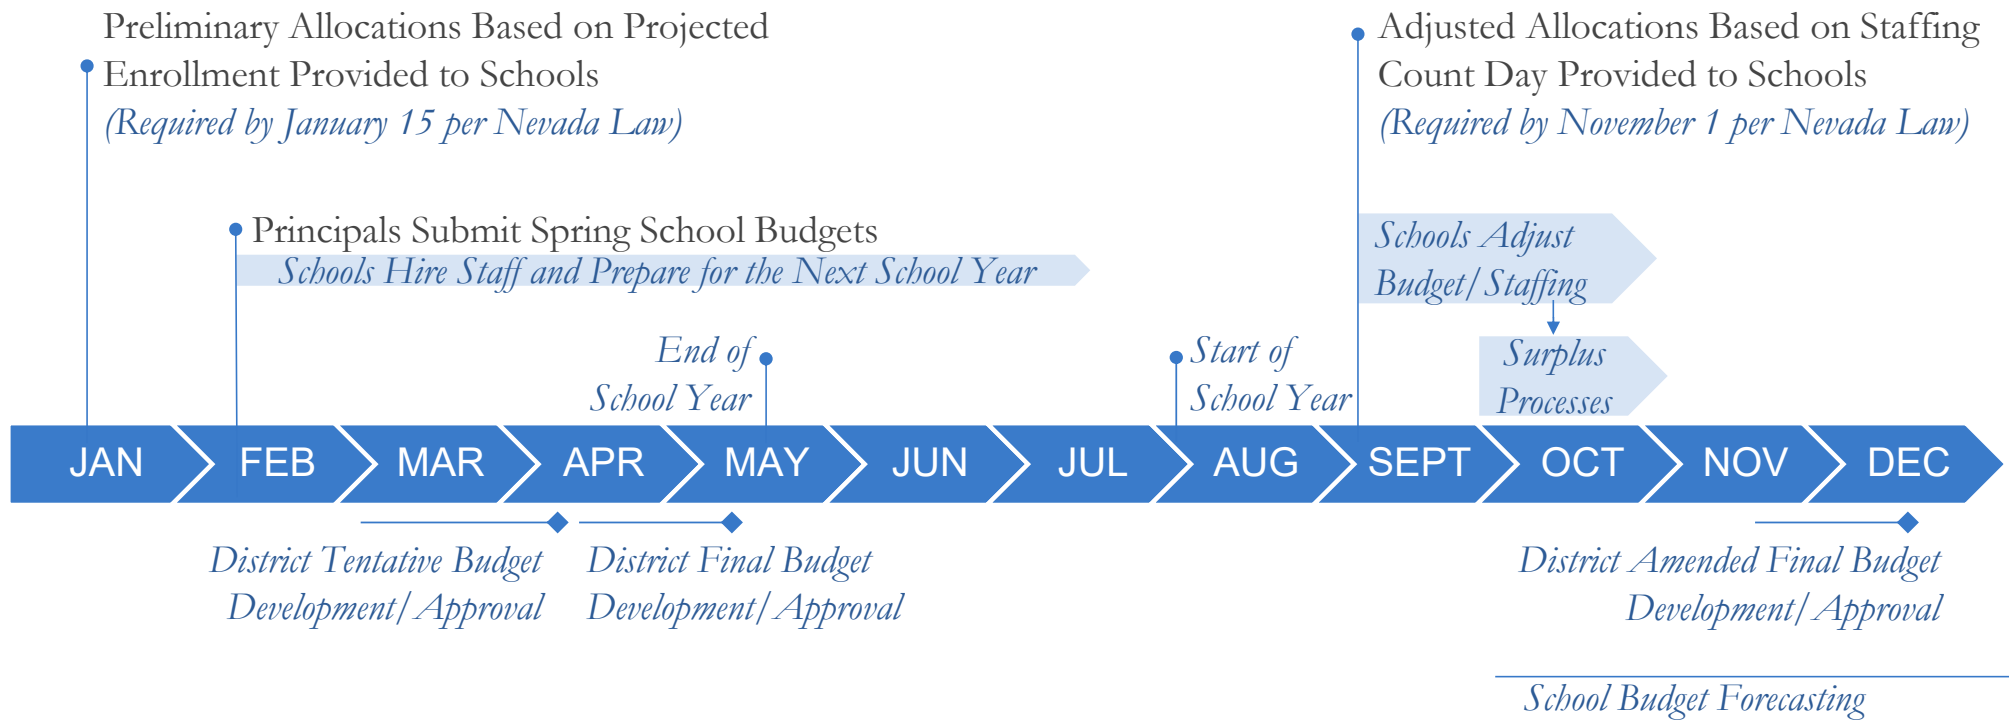 Preliminary Allocations Based on Projected
Enrollment Provided to Schools
(Required by January 15 per Nevada Law)
Adjusted Allocations Based on Staffing
Count Day Provided to Schools
(Required by November 1 per Nevada Law)
Principals Submit Spring School Budgets
Schools Hire Staff and Prepare for the Next School Year
Schools Adjust
Budget/Staffing
End of
School Year
Start of
School Year
Surplus
Processes
JAN FEB MAR APR MAY JUN JUL AUG SEPT OCT NOV DEC
District Tentative Budget
Development/Approval
District Final Budget
Development/Approval
District Amended Final Budget
Development/Approval
School Budget Forecasting